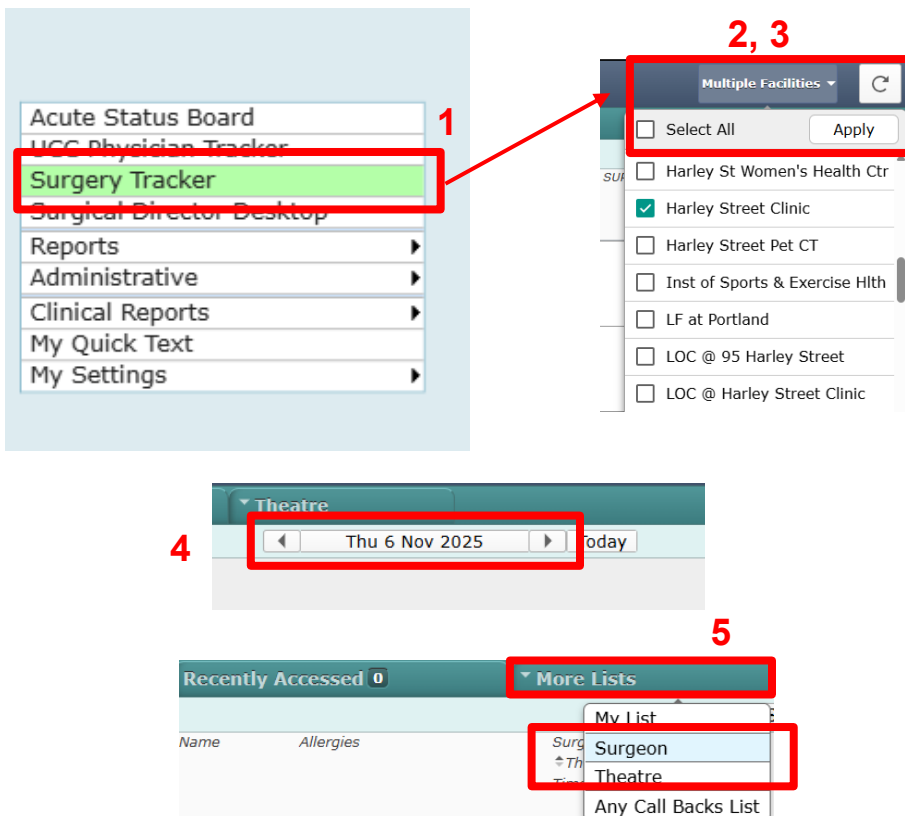 2, 3
Multiple Facilities
Select All
Apply
Harley St Women's Health Ctr
Harley Street Clinic
Harley Street Pet CT
Inst of Sports & Exercise Hlth
LF at Portland
LOC @ 95 Harley Street
LOC @ Harley Street Clinic
1
Acute Status Board
UCC Physician Tracker
Surgery Tracker
Surgical Director Desktop
Reports
Administrative
Clinical Reports
My Quick Text
My Settings
Theatre
4
Thu 6 Nov 2025
Today
5
Recently Accessed 0
More Lists
My List
Name
Allergies
Surgeon
Theatre
Any Call Backs List